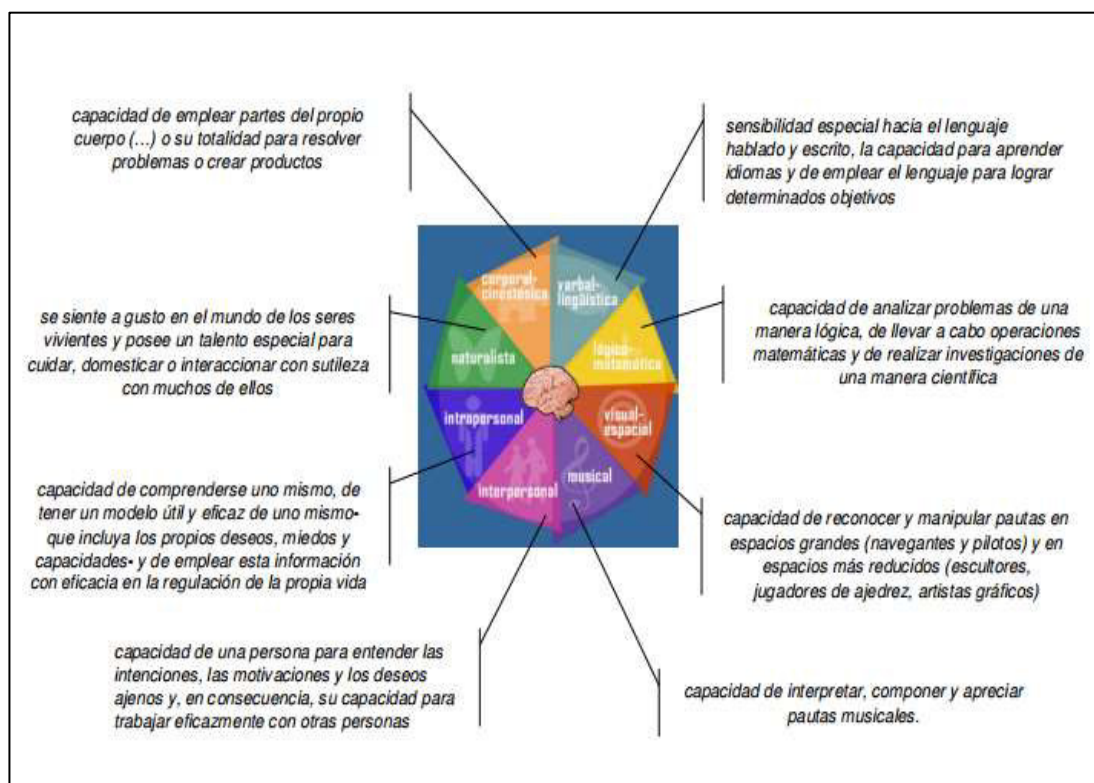 capacidad de emplear partes del propio
cuerpo (…) o su totalidad para resolver
problemas o crear productos
sensibilidad especial hacia el lenguaje
hablado y escrito, la capacidad para aprender
idiomas y de emplear el lenguaje para lograr
determinados objetivos
corporal-
cinestésica
verbal-
lingüística
se siente a gusto en el mundo de los seres
vivientes y posee un talento especial para
cuidar, domesticar o interaccionar con sutileza
con muchos de ellos
naturalista
lógico-
matemática
capacidad de analizar problemas de una
manera lógica, de llevar a cabo operaciones
matemáticas y de realizar investigaciones de
una manera científica
intrapersonal
visual-
espacial
interpersonal
musical
capacidad de comprenderse uno mismo, de
tener un modelo útil y eficaz de uno mismo-
que incluya los propios deseos, miedos y
capacidades- y de emplear esta información
con eficacia en la regulación de la propia vida
capacidad de reconocer y manipular pautas en
espacios grandes (navegantes y pilotos) y en
espacios más reducidos (escultores,
jugadores de ajedrez, artistas gráficos)
capacidad de una persona para entender las
intenciones, las motivaciones y los deseos
ajenos y, en consecuencia, su capacidad para
trabajar eficazmente con otras personas
capacidad de interpretar, componer y apreciar
pautas musicales.